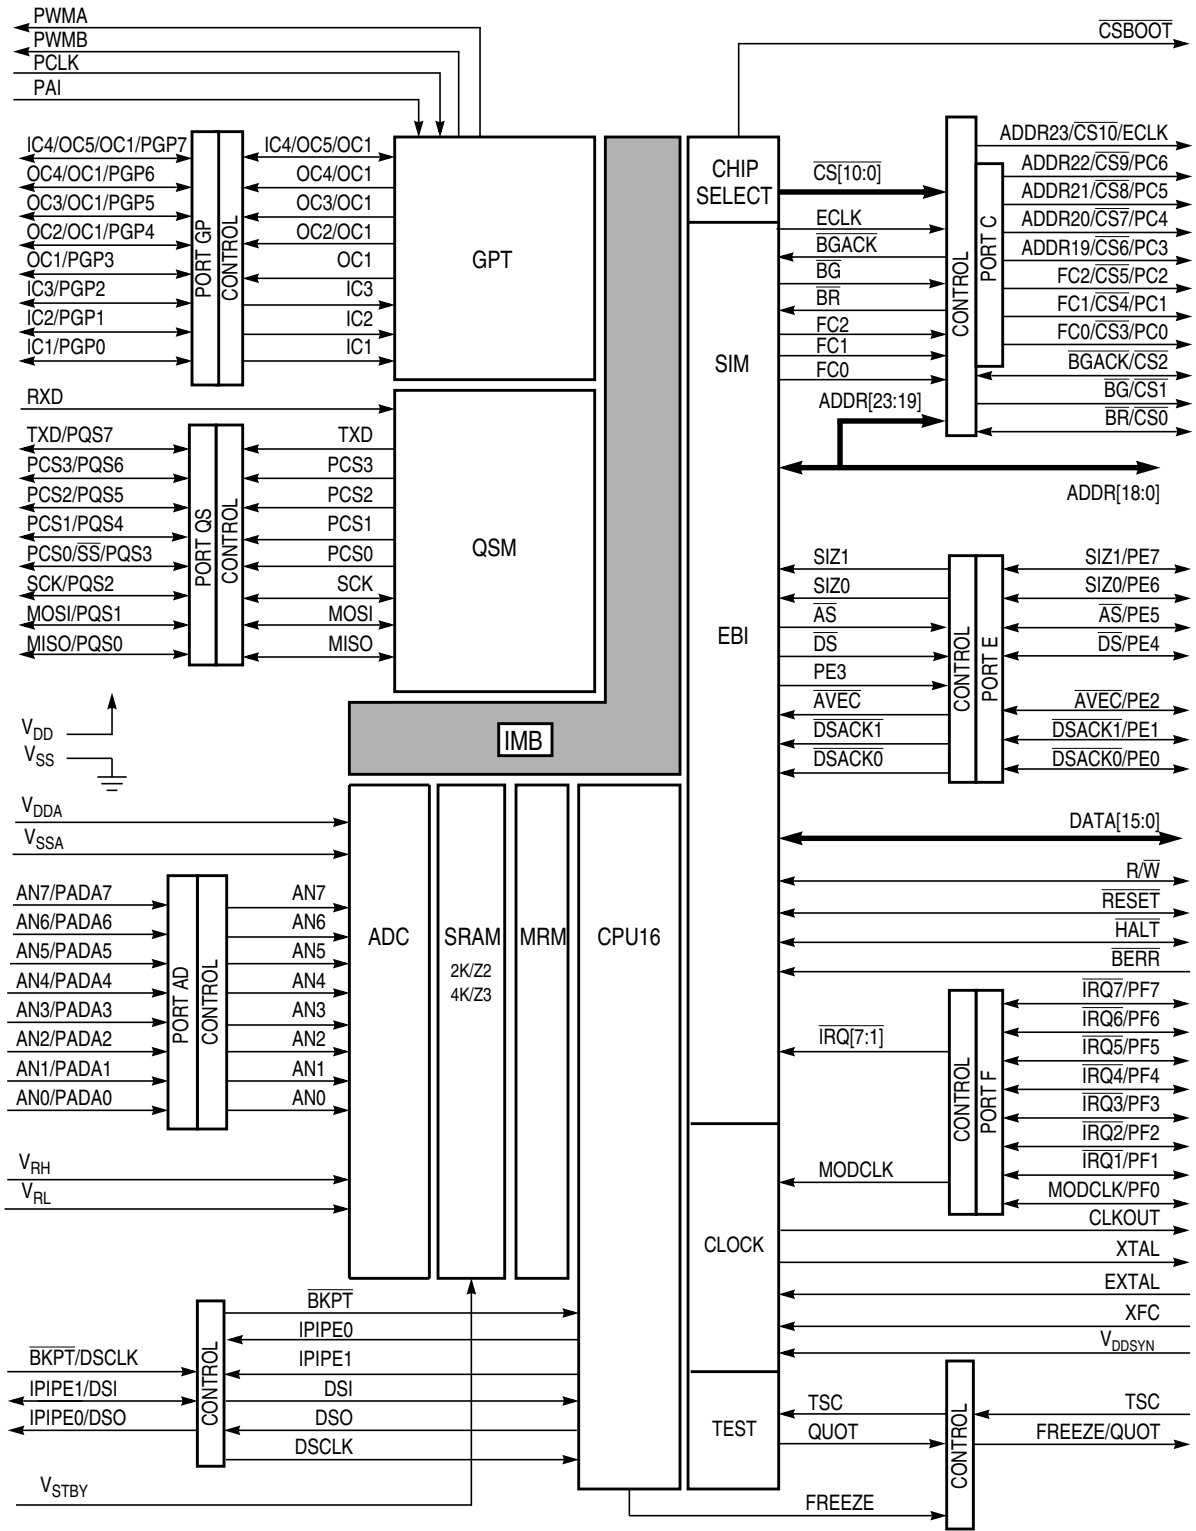 PWMA
PWMB
PCLK
PAI
CSBOOT
IC4/OC5/OC1/PGP7
OC4/OC1/PGP6
OC3/OC1/PGP5
OC2/OC1/PGP4
OC1/PGP3
IC3/PGP2
IC2/PGP1
IC1/PGP0
PORT GP
CONTROL
IC4/OC5/OC1
OC4/OC1
OC3/OC1
OC2/OC1
OC1
IC3
IC2
IC1
GPT
RXD
TXD/PQS7
PCS3/PQS6
PCS2/PQS5
PCS1/PQS4
PCS0/SS/PQS3
SCK/PQS2
MOSI/PQS1
MISO/PQS0
PORT QS
CONTROL
TXD
PCS3
PCS2
PCS1
PCS0
SCK
MOSI
MISO
QSM
IMB
VDD
VSS
VDDA
VSSA
AN7/PADA7
AN6/PADA6
AN5/PADA5
AN4/PADA4
AN3/PADA3
AN2/PADA2
AN1/PADA1
AN0/PADA0
PORT AD
CONTROL
AN7
AN6
AN5
AN4
AN3
AN2
AN1
AN0
VRH
VRL
ADC
SRAM
2K/Z2
4K/Z3
MRM
CPU16
BKPT/DSCLK
IPIPE1/DSI
IPIPE0/DSO
CONTROL
BKPT
IPIPE0
IPIPE1
DSI
DSO
DSCLK
VSTBY
CHIP
SELECT
SIM
EBI
CLOCK
TEST
CS[10:0]
ECLK
BGACK
BG
BR
FC2
FC1
FC0
ADDR[23:19]
CONTROL
PORT C
ADDR23/CS10/ECLK
ADDR22/CS9/PC6
ADDR21/CS8/PC5
ADDR20/CS7/PC4
ADDR19/CS6/PC3
FC2/CS5/PC2
FC1/CS4/PC1
FC0/CS3/PC0
BGACK/CS2
BG/CS1
BR/CS0
ADDR[18:0]
SIZ1
SIZ0
AS
DS
PE3
AVEC
DSACK1
DSACK0
CONTROL
PORT E
SIZ1/PE7
SIZ0/PE6
AS/PE5
DS/PE4
AVEC/PE2
DSACK1/PE1
DSACK0/PE0
DATA[15:0]
R/W
RESET
HALT
BERR
IRQ[7:1]
MODCLK
CONTROL
PORT F
IRQ7/PF7
IRQ6/PF6
IRQ5/PF5
IRQ4/PF4
IRQ3/PF3
IRQ2/PF2
IRQ1/PF1
MODCLK/PF0
CLKOUT
XTAL
EXTAL
XFC
VDDSYN
TSC
QUOT
FREEZE
CONTROL
TSC
FREEZE/QUOT